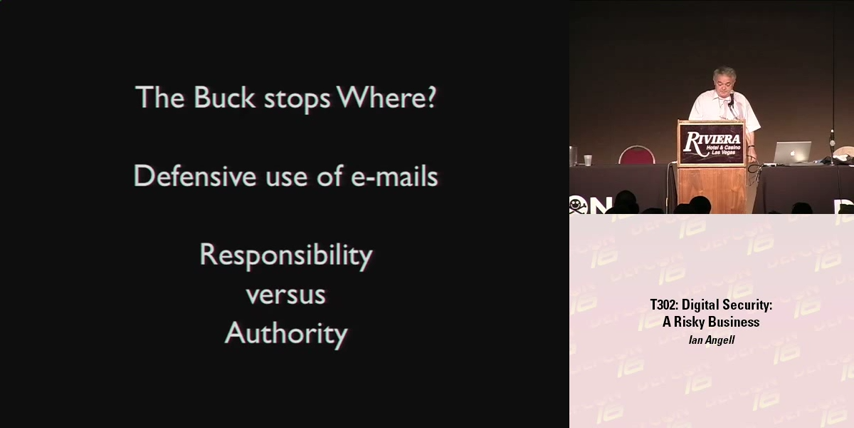 The Buck stops Where?
Defensive use of e-mails
Responsibility
versus
Authority
RIVIERA
Hotel & Casino
Las Vegas
T302: Digital Security:
A Risky Business
Ian Angell